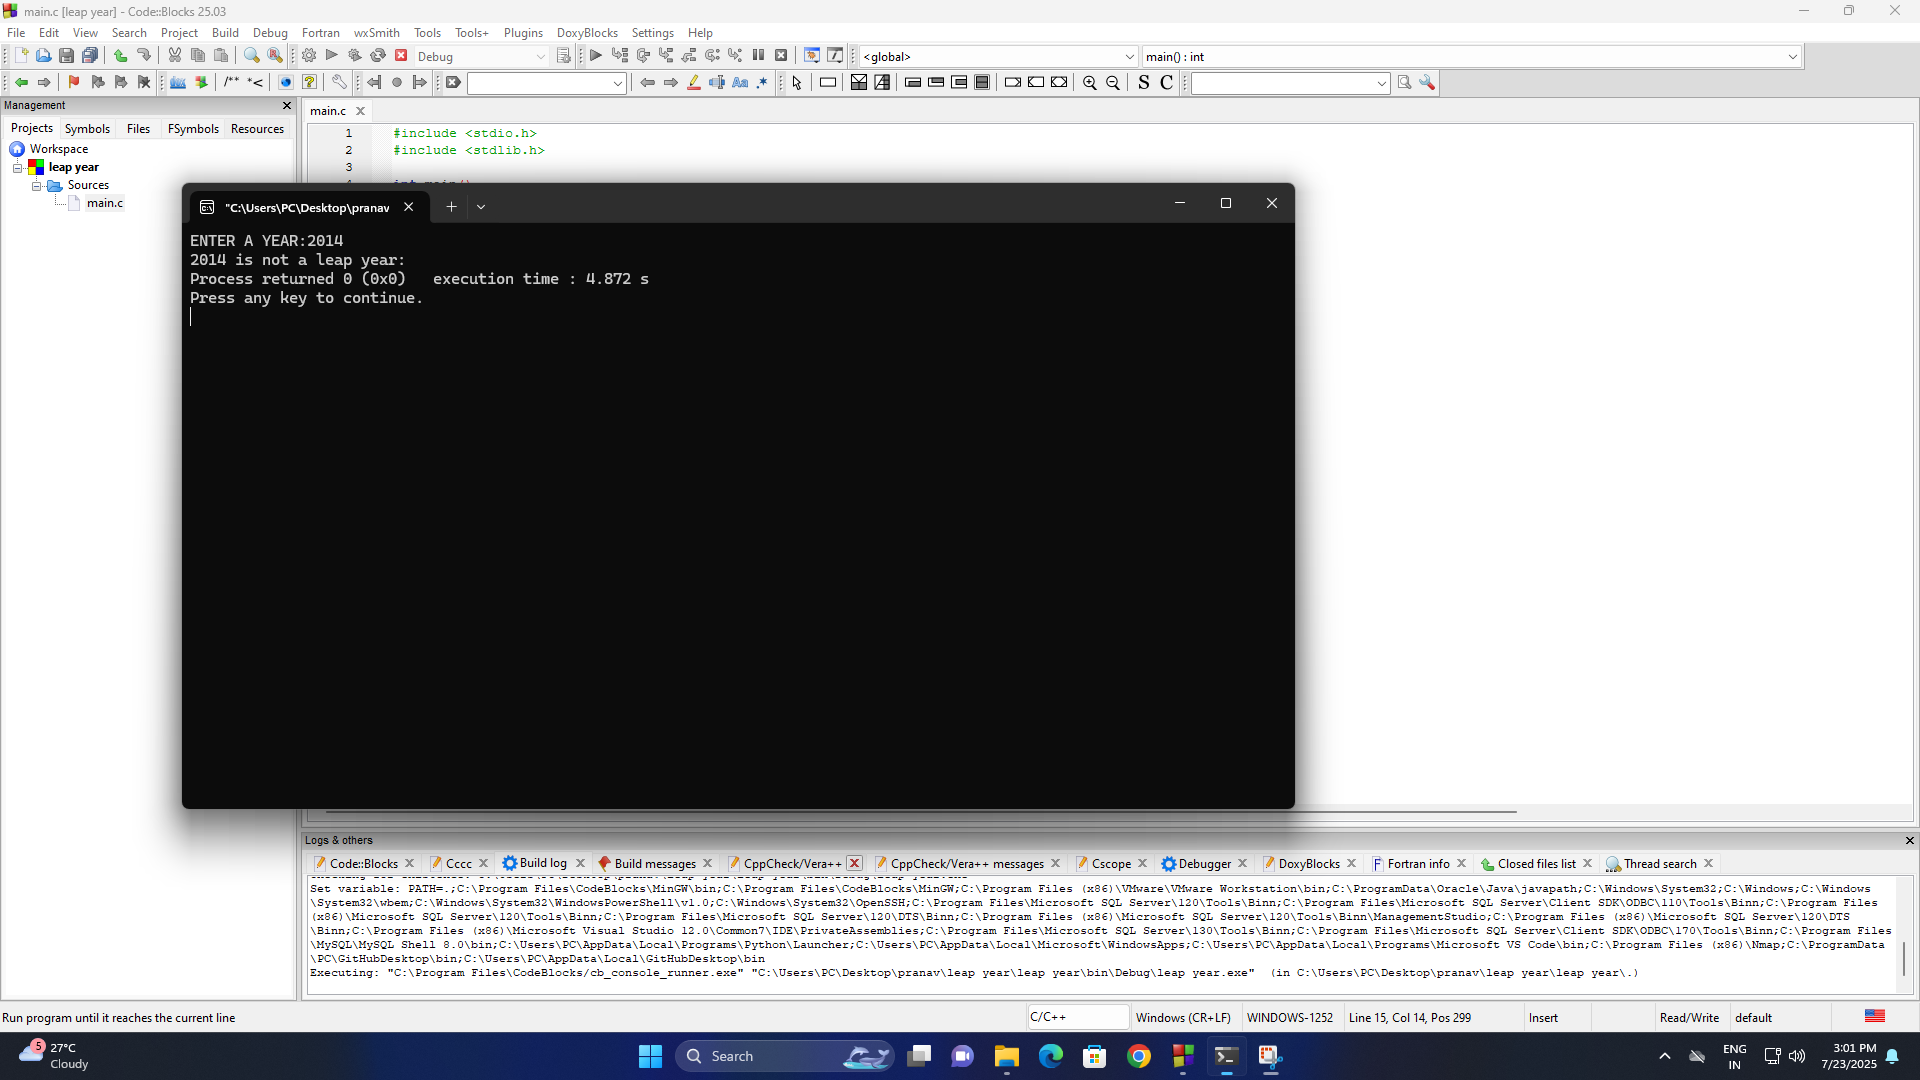 main.c [leap year] - Code::Blocks 25.03
File Edit View Search Project Build Debug Fortran wxSmith Tools Tools+ Plugins DoxyBlocks Settings Help
Debug
<global>
main() : int
/** *<
Aa .*
S C
Management
Projects Symbols Files FSymbols Resources
Workspace
leap year
Sources
main.c
main.c
1 #include <stdio.h>
2 #include <stdlib.h>
3
"C:\Users\PC\Desktop\pranav
ENTER A YEAR:2014
2014 is not a leap year:
Process returned 0 (0x0)   execution time : 4.872 s
Press any key to continue.
Logs & others
Code::Blocks Cccc Build log Build messages CppCheck/Vera++ CppCheck/Vera++ messages Cscope Debugger DoxyBlocks Fortran info Closed files list Thread search
Set variable: PATH=.;C:\Program Files\CodeBlocks\MinGW\bin;C:\Program Files\CodeBlocks\MinGW;C:\Program Files (x86)\VMware\VMware Workstation\bin;C:\ProgramData\Oracle\Java\javapath;C:\Windows\System32;C:\Windows;C:\Windows
\System32\wbem;C:\Windows\System32\WindowsPowerShell\v1.0;C:\Windows\System32\OpenSSH;C:\Program Files\Microsoft SQL Server\120\Tools\Binn;C:\Program Files\Microsoft SQL Server\Client SDK\ODBC\110\Tools\Binn;C:\Program Files
(x86)\Microsoft SQL Server\120\Tools\Binn;C:\Program Files\Microsoft SQL Server\120\DTS\Binn;C:\Program Files (x86)\Microsoft SQL Server\120\Tools\Binn\ManagementStudio;C:\Program Files (x86)\Microsoft SQL Server\120\DTS
\Binn;C:\Program Files (x86)\Microsoft Visual Studio 12.0\Common7\IDE\PrivateAssemblies;C:\Program Files\Microsoft SQL Server\130\Tools\Binn;C:\Program Files\Microsoft SQL Server\Client SDK\ODBC\170\Tools\Binn;C:\Program Files
\MySQL\MySQL Shell 8.0\bin;C:\Users\PC\AppData\Local\Programs\Python\Launcher;C:\Users\PC\AppData\Local\Microsoft\WindowsApps;C:\Users\PC\AppData\Local\Programs\Microsoft VS Code\bin;C:\Program Files (x86)\Nmap;C:\ProgramData
\PC\GitHubDesktop\bin;C:\Users\PC\AppData\Local\GitHubDesktop\bin
Executing: "C:\Program Files\CodeBlocks/cb_console_runner.exe" "C:\Users\PC\Desktop\pranav\leap year\leap year\bin\Debug\leap year.exe"  (in C:\Users\PC\Desktop\pranav\leap year\leap year\.)
Run program until it reaches the current line
C/C++
Windows (CR+LF)
WINDOWS-1252
Line 15, Col 14, Pos 299
Insert
Read/Write
default
5
27°C
Cloudy
Search
ENG
IN
3:01 PM
7/23/2025